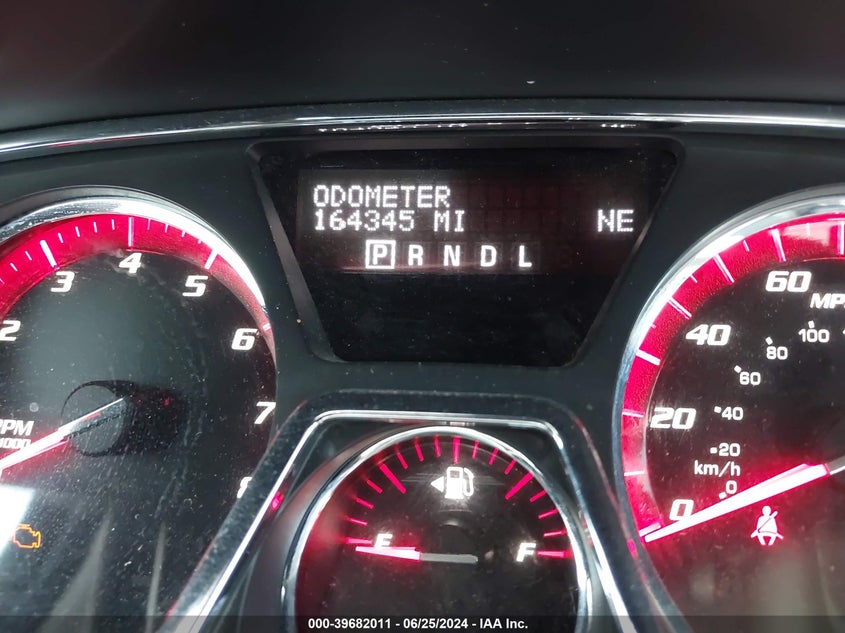 ODOMETER
164345 MI NE
P R N D L
2 3 4 5 6 7 8
RPM
1000
E F
0 20 40 60
MPH
0 20 40 60 80 100
km/h
000-39682011 / 06/25/2024 - IAA Inc.